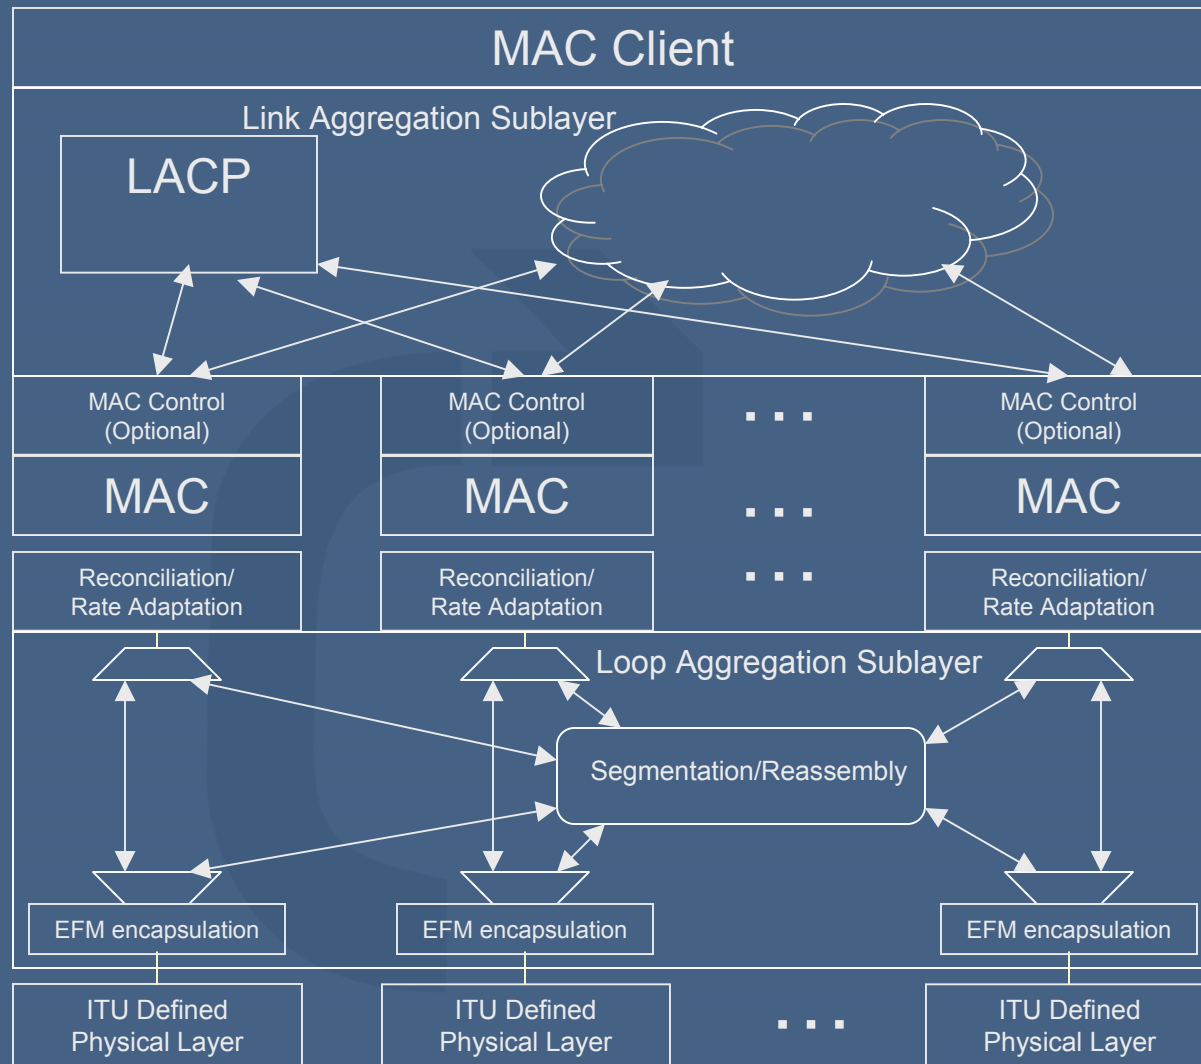 MAC Client
Link Aggregation Sublayer
LACP
MAC Control
(Optional)
MAC Control
(Optional)
. . .
MAC Control
(Optional)
MAC
MAC
. . .
MAC
Reconciliation/
Rate Adaptation
Reconciliation/
Rate Adaptation
. . .
Reconciliation/
Rate Adaptation
Loop Aggregation Sublayer
Segmentation/Reassembly
EFM encapsulation
EFM encapsulation
EFM encapsulation
ITU Defined
Physical Layer
ITU Defined
Physical Layer
. . .
ITU Defined
Physical Layer